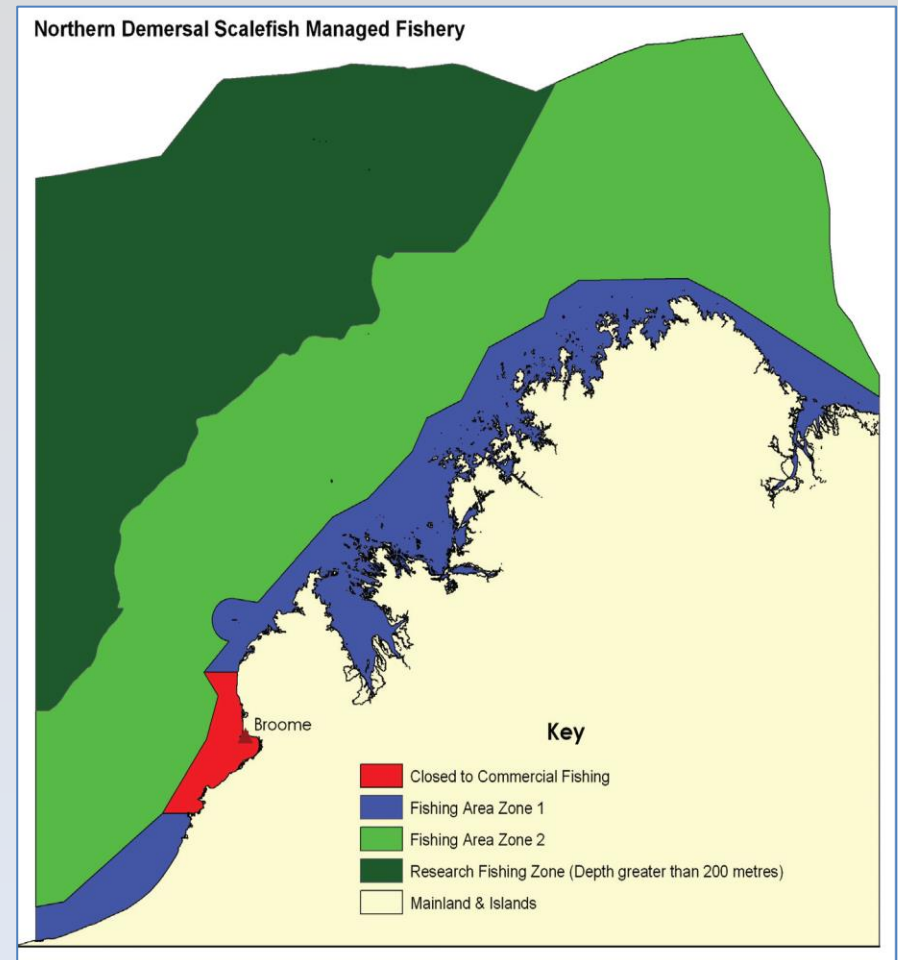 Northern Demersal Scalefish Managed Fishery
Broome
Key
Closed to Commercial Fishing
Fishing Area Zone 1
Fishing Area Zone 2
Research Fishing Zone (Depth greater than 200 metres)
Mainland & Islands